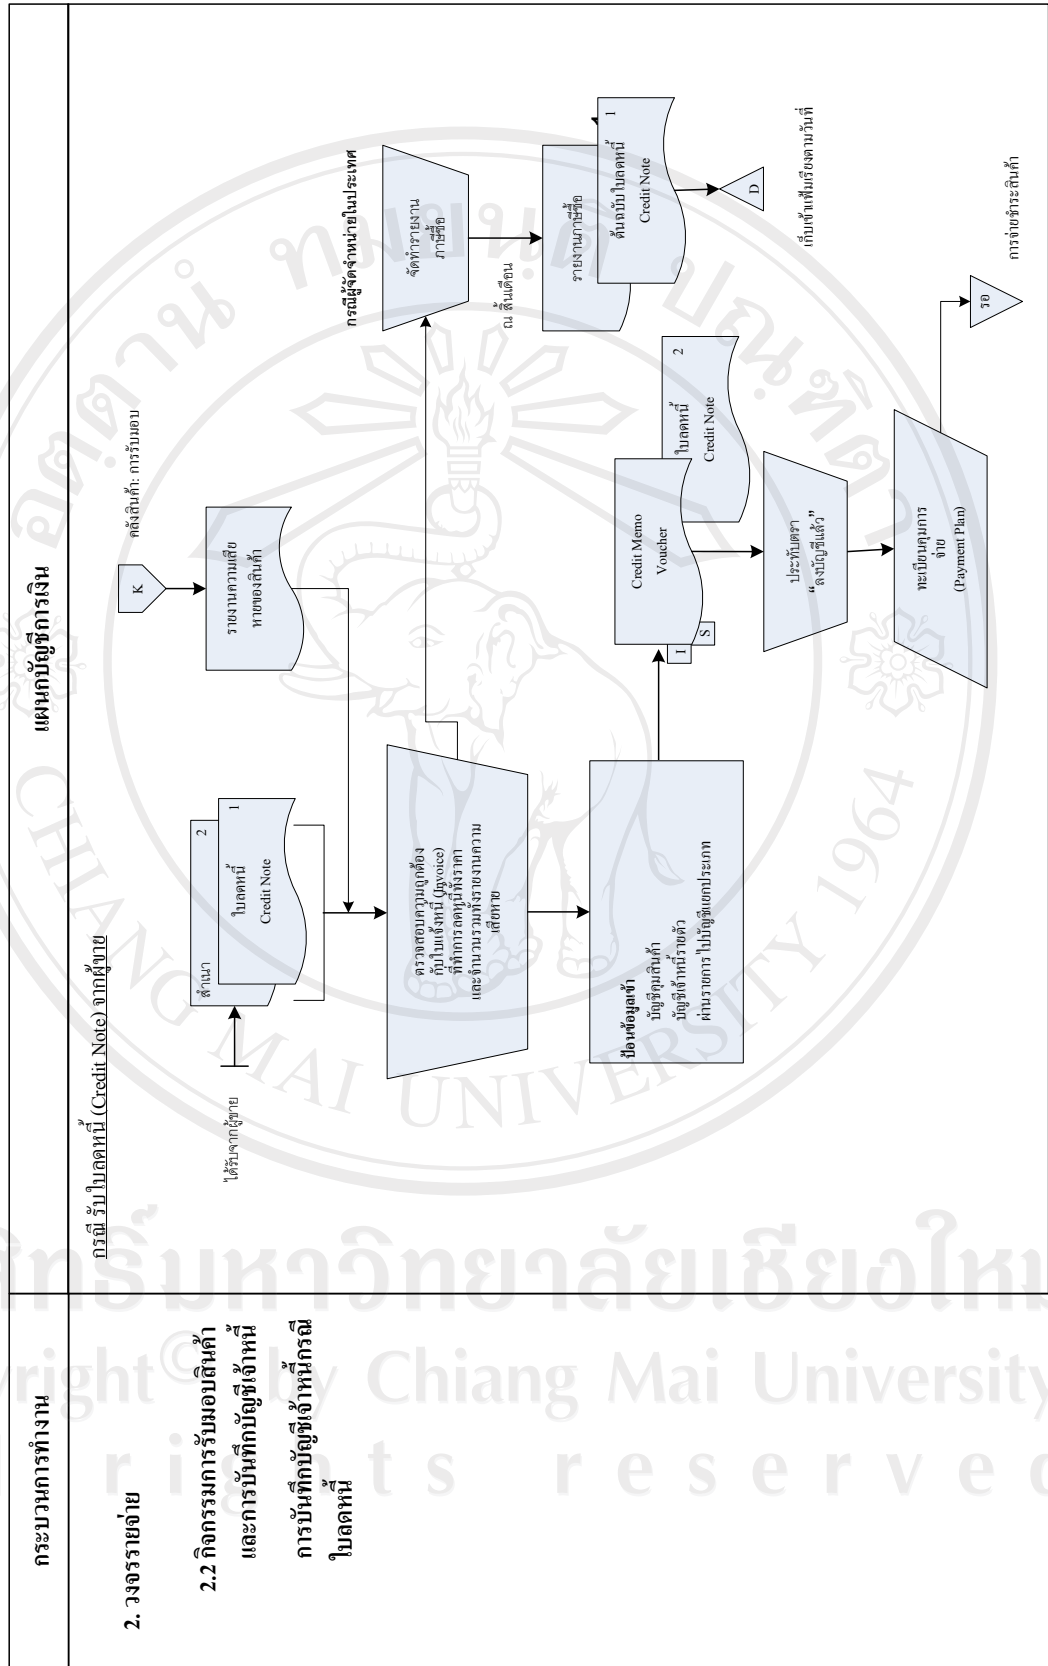 กระบวนการทำงาน
แผนกบัญชีการเงิน
2. วงจรรายจ่าย
2.2 กิจกรรมการรับมอบสินค้า
และการบันทึกบัญชีเจ้าหนี้
การบันทึกบัญชีเจ้าหนี้กรณี
ใบลดหนี้
กรณี รับใบลดหนี้ (Credit Note) จากผู้ขาย
ได้รับจากผู้ขาย
สำเนา
2
ใบลดหนี้
Credit Note
1
K
คลังสินค้า: การรับมอบ
รายงานความเสีย
หายของสินค้า
ตรวจสอบความถูกต้อง
กับใบแจ้งหนี้ (Invoice)
ที่ทำการลดหนี้ทั้งราคา
และจำนวนรวมทั้งรายงานความ
เสียหาย
กรณีผู้จัดจำหน่ายในประเทศ
จัดทำรายงาน
ภาษีซื้อ
ณ สิ้นเดือน
รายงานภาษีซื้อ
ต้นฉบับใบลดหนี้
Credit Note
1
D
เก็บเข้าแฟ้มเรียงตามวันที่
ป้อนข้อมูลเข้า
บัญชีคุมสินค้า
บัญชีเจ้าหนี้รายตัว
ผ่านรายการ ไปบัญชีแยกประเภท
Credit Memo
Voucher
I
S
ใบลดหนี้
Credit Note
2
ประทับตรา
“ลงบัญชีแล้ว”
ทะเบียนคุมการ
จ่าย
(Payment Plan)
รอ
การจ่ายชำระสินค้า
CHIANG MAI UNIVERSITY 1964
สิทธิ์มหาวิทยาลัยเชียงใหม่
yright © by Chiang Mai University
rights reserved